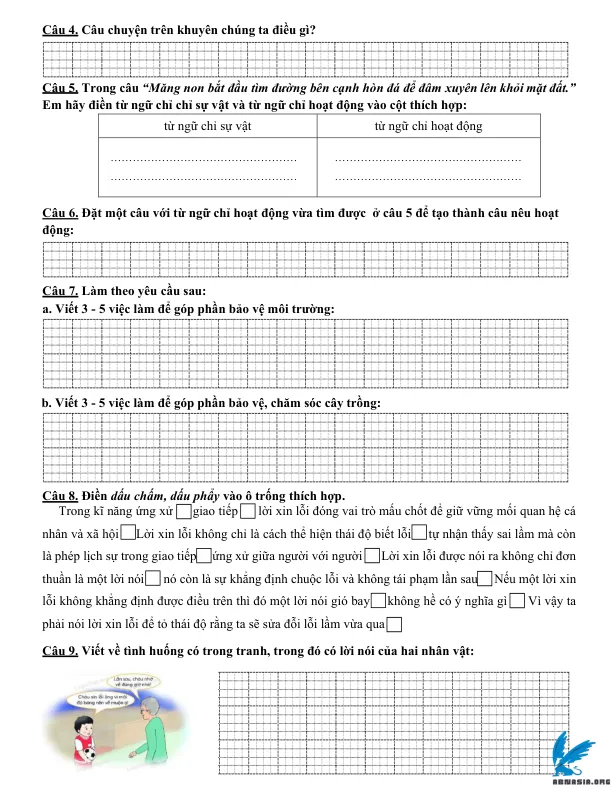 Câu 4. Câu chuyện trên khuyên chúng ta điều gì?
Câu 5. Trong câu “Măng non bắt đầu tìm đường bên cạnh hòn đá để đâm xuyên lên khỏi mặt đất.”
Em hãy điền từ ngữ chỉ chỉ sự vật và từ ngữ chỉ hoạt động vào cột thích hợp:
từ ngữ chỉ sự vật
từ ngữ chỉ hoạt động
Câu 6. Đặt một câu với từ ngữ chỉ hoạt động vừa tìm được ở câu 5 để tạo thành câu nêu hoạt
động:
Câu 7. Làm theo yêu cầu sau:
a. Viết 3 - 5 việc làm để góp phần bảo vệ môi trường:
b. Viết 3 - 5 việc làm để góp phần bảo vệ, chăm sóc cây trồng:
Câu 8. Điền dấu chấm, dấu phẩy vào ô trống thích hợp.
Trong kĩ năng ứng xử □ giao tiếp □ lời xin lỗi đóng vai trò mấu chốt để giữ vững mối quan hệ cá
nhân và xã hội □ Lời xin lỗi không chỉ là cách thể hiện thái độ biết lỗi □ tự nhận thấy sai lầm mà còn
là phép lịch sự trong giao tiếp □ ứng xử giữa người với người □ Lời xin lỗi được nói ra không chỉ đơn
thuần là một lời nói □ nó còn là sự khẳng định chuộc lỗi và không tái phạm lần sau □ Nếu một lời xin
lỗi không khẳng định được điều trên thì đó một lời nói gió bay □ không hề có ý nghĩa gì □ Vì vậy ta
phải nói lời xin lỗi để tỏ thái độ rằng ta sẽ sửa đỗi lỗi lầm vừa qua □
Câu 9. Viết về tình huống có trong tranh, trong đó có lời nói của hai nhân vật:
Lần sau, cháu nhớ
về đúng giờ nhé!
Cháu xin lỗi ông vì mải
đá bóng nên về muộn ạ!
ABNASIA.ORG